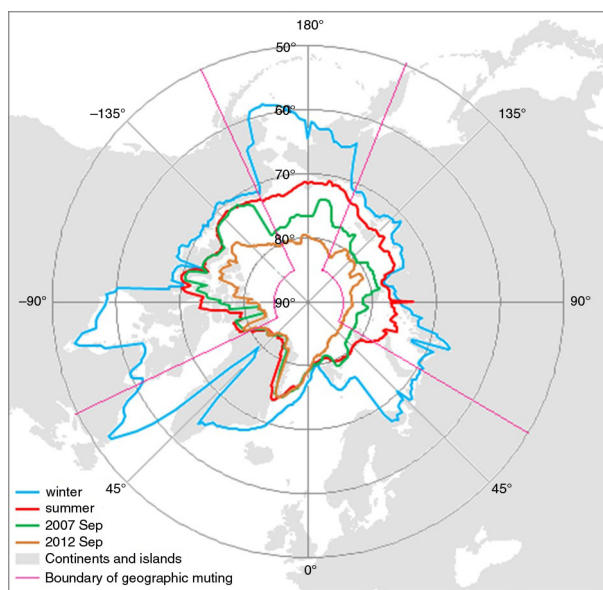 180°
50°
60°
−135°
135°
70°
80°
−90°
90°
90°
45°
45°
0°
winter
summer
2007 Sep
2012 Sep
Continents and islands
Boundary of geographic muting